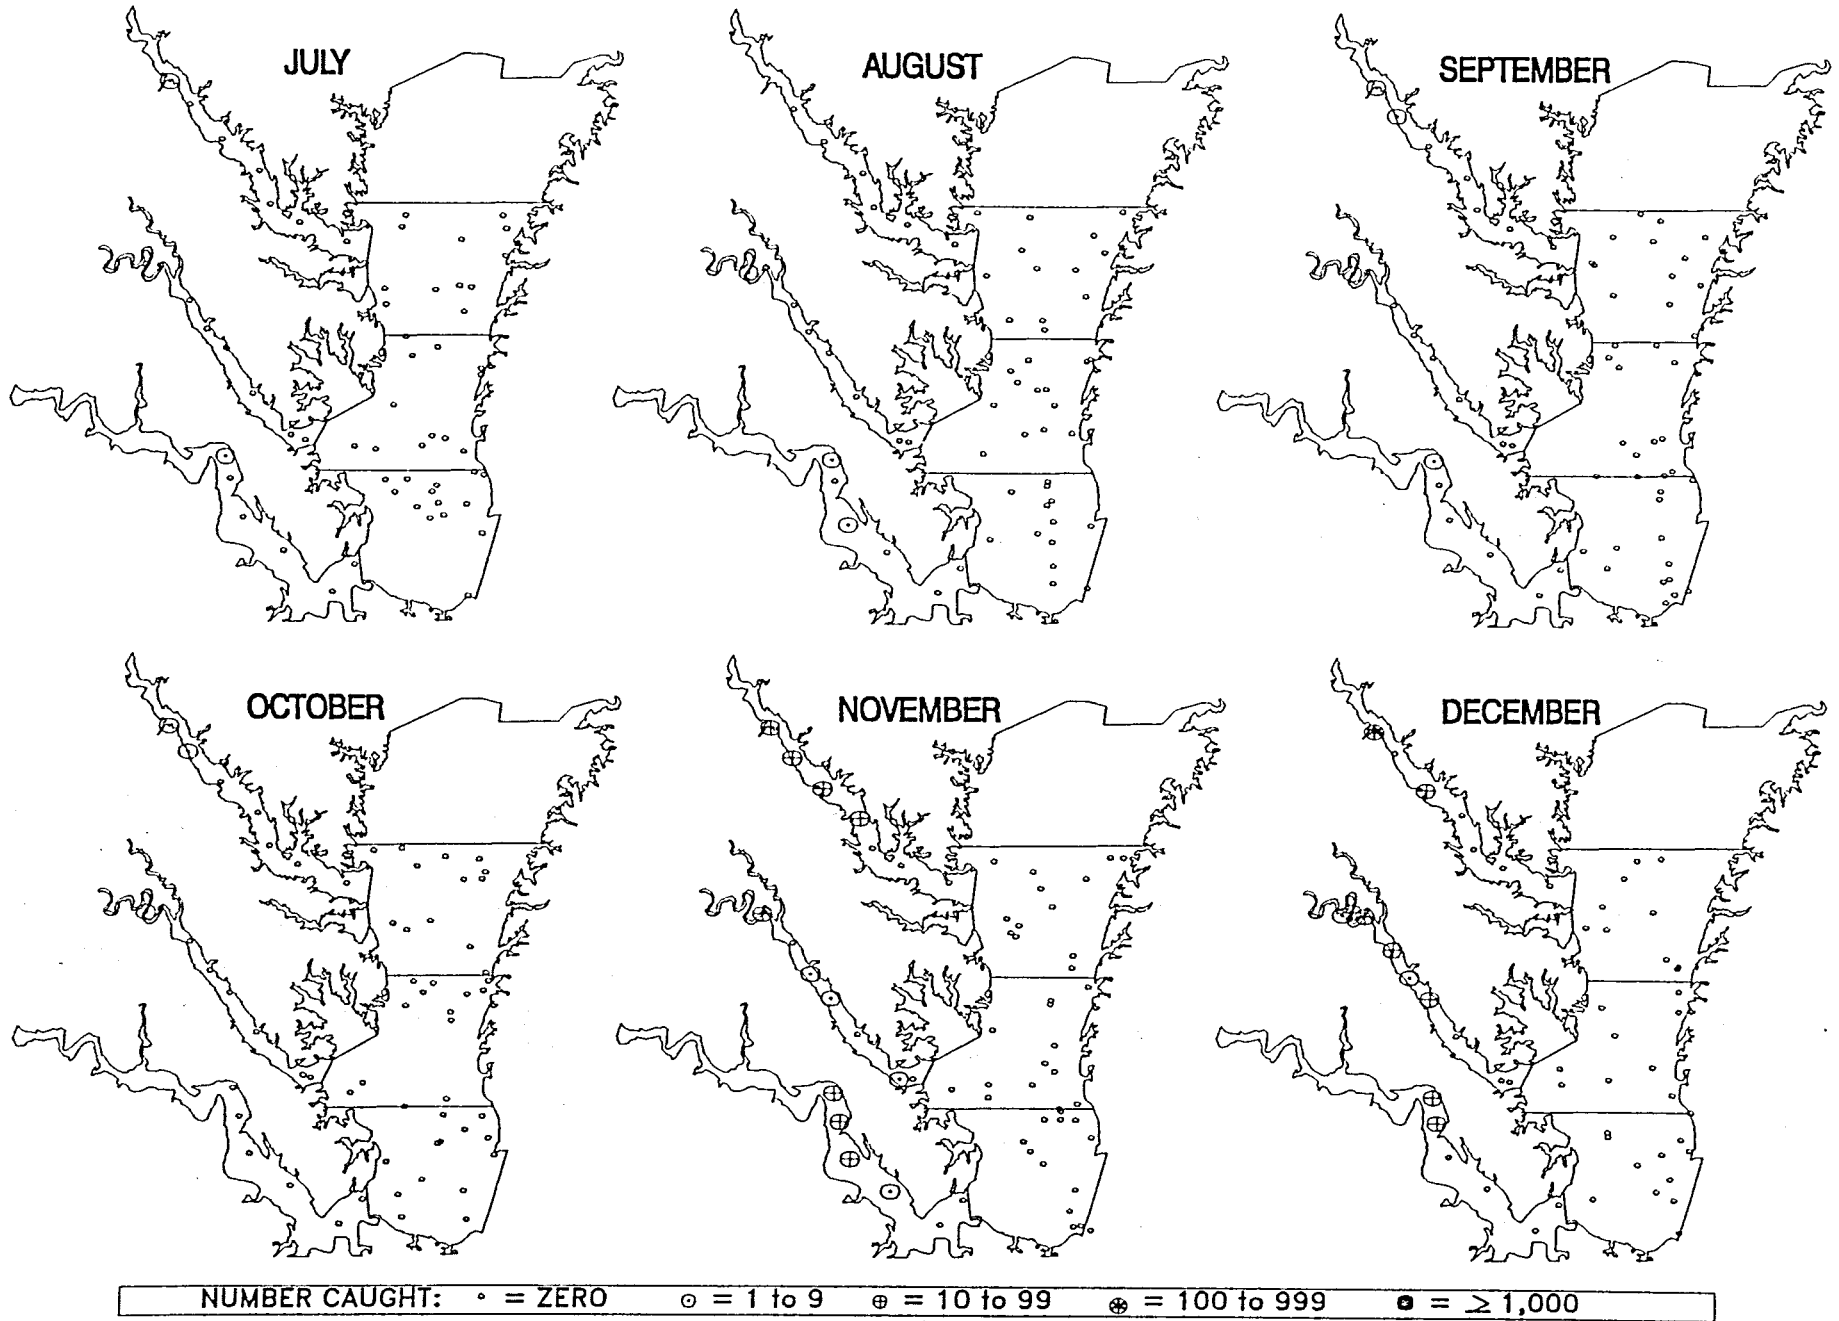 JULY
AUGUST
SEPTEMBER
OCTOBER
NOVEMBER
DECEMBER
NUMBER CAUGHT: ∘ = ZERO ⊙ = 1 to 9 ⊕ = 10 to 99 ⊛ = 100 to 999 = ≥ 1,000